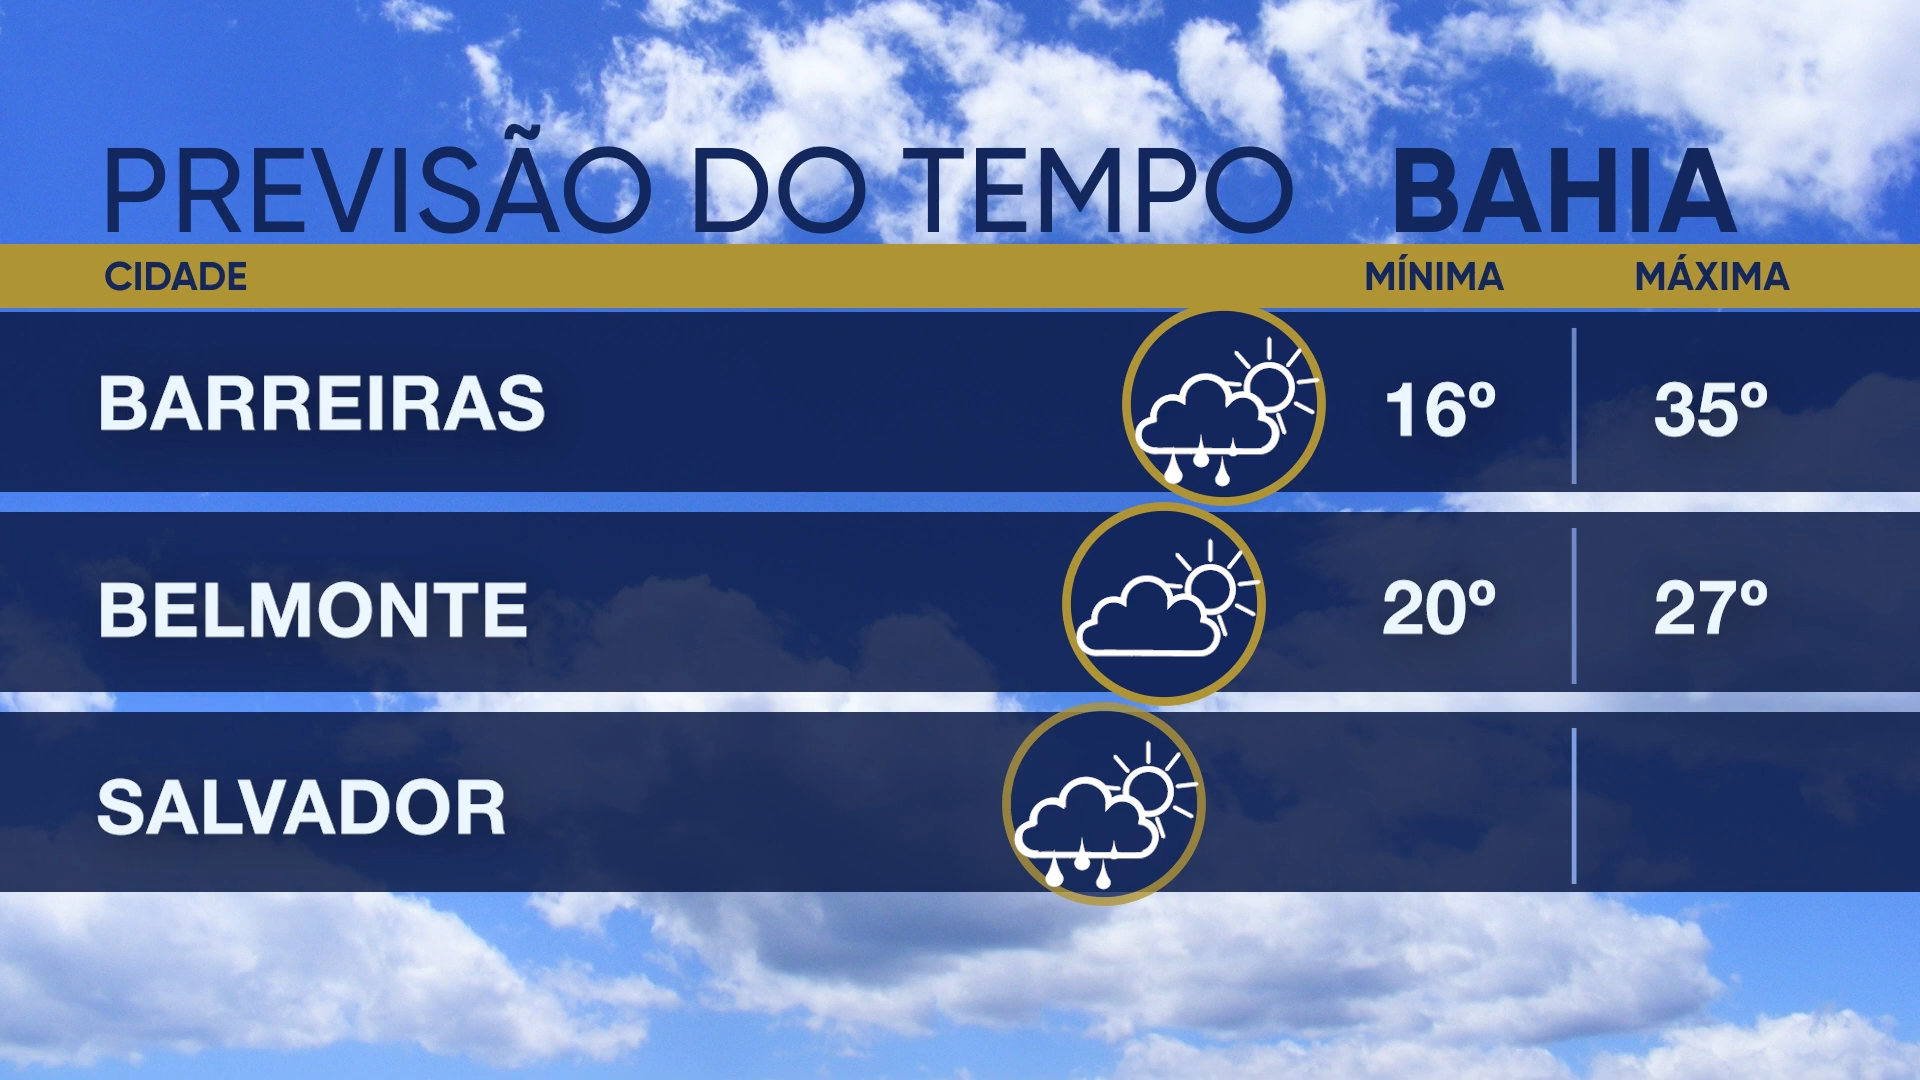 PREVISÃO DO TEMPO BAHIA
CIDADE MÍNIMA MÁXIMA
BARREIRAS 16º 35º
BELMONTE 20º 27º
SALVADOR